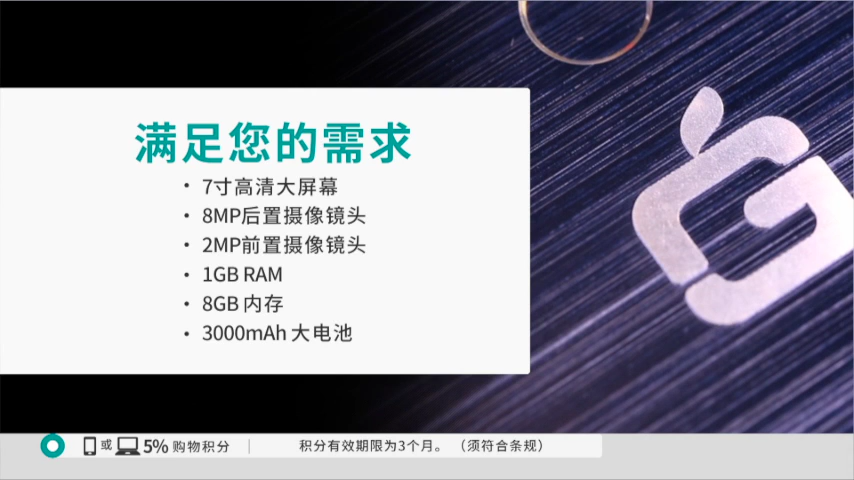 满足您的需求
• 7寸高清大屏幕
• 8MP后置摄像镜头
• 2MP前置摄像镜头
• 1GB RAM
• 8GB 内存
• 3000mAh 大电池
或 5% 购物积分 | 积分有效期限为3个月。（须符合条规）